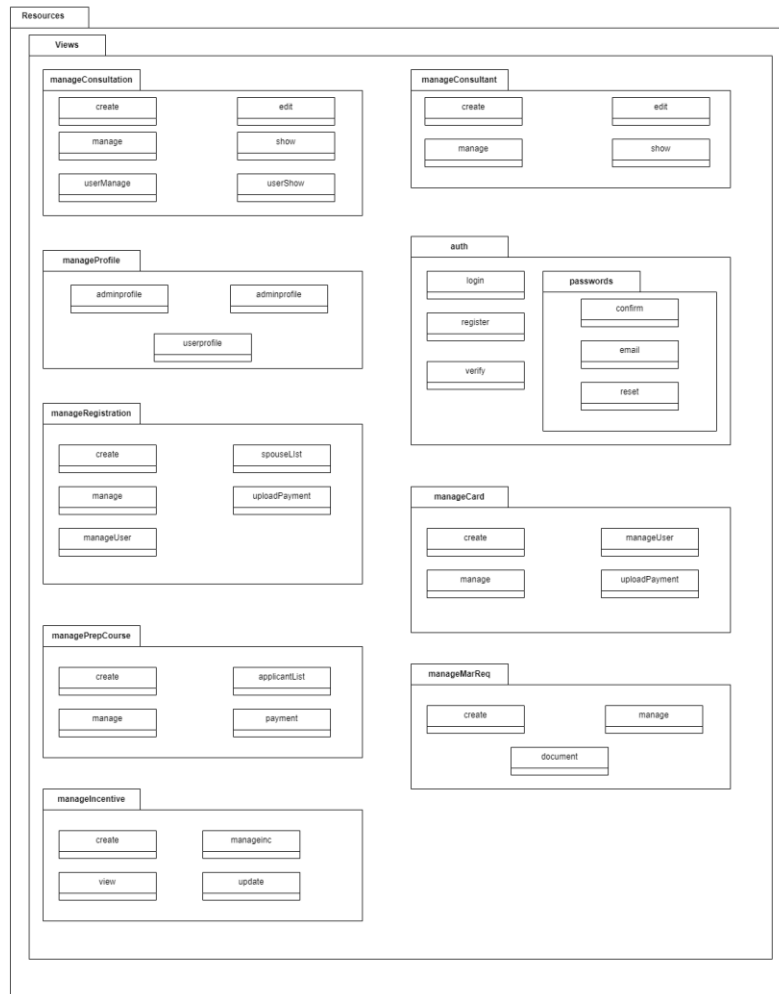 Resources
Views
manageConsultation
create
edit
manage
show
userManage
userShow
manageConsultant
create
edit
manage
show
manageProfile
adminprofile
adminprofile
userprofile
auth
login
register
verify
passwords
confirm
email
reset
manageRegistration
create
spouseLIst
manage
uploadPayment
manageUser
manageCard
create
manageUser
manage
uploadPayment
managePrepCourse
create
applicantList
manage
payment
manageMarReq
create
manage
document
manageIncentive
create
manageinc
view
update